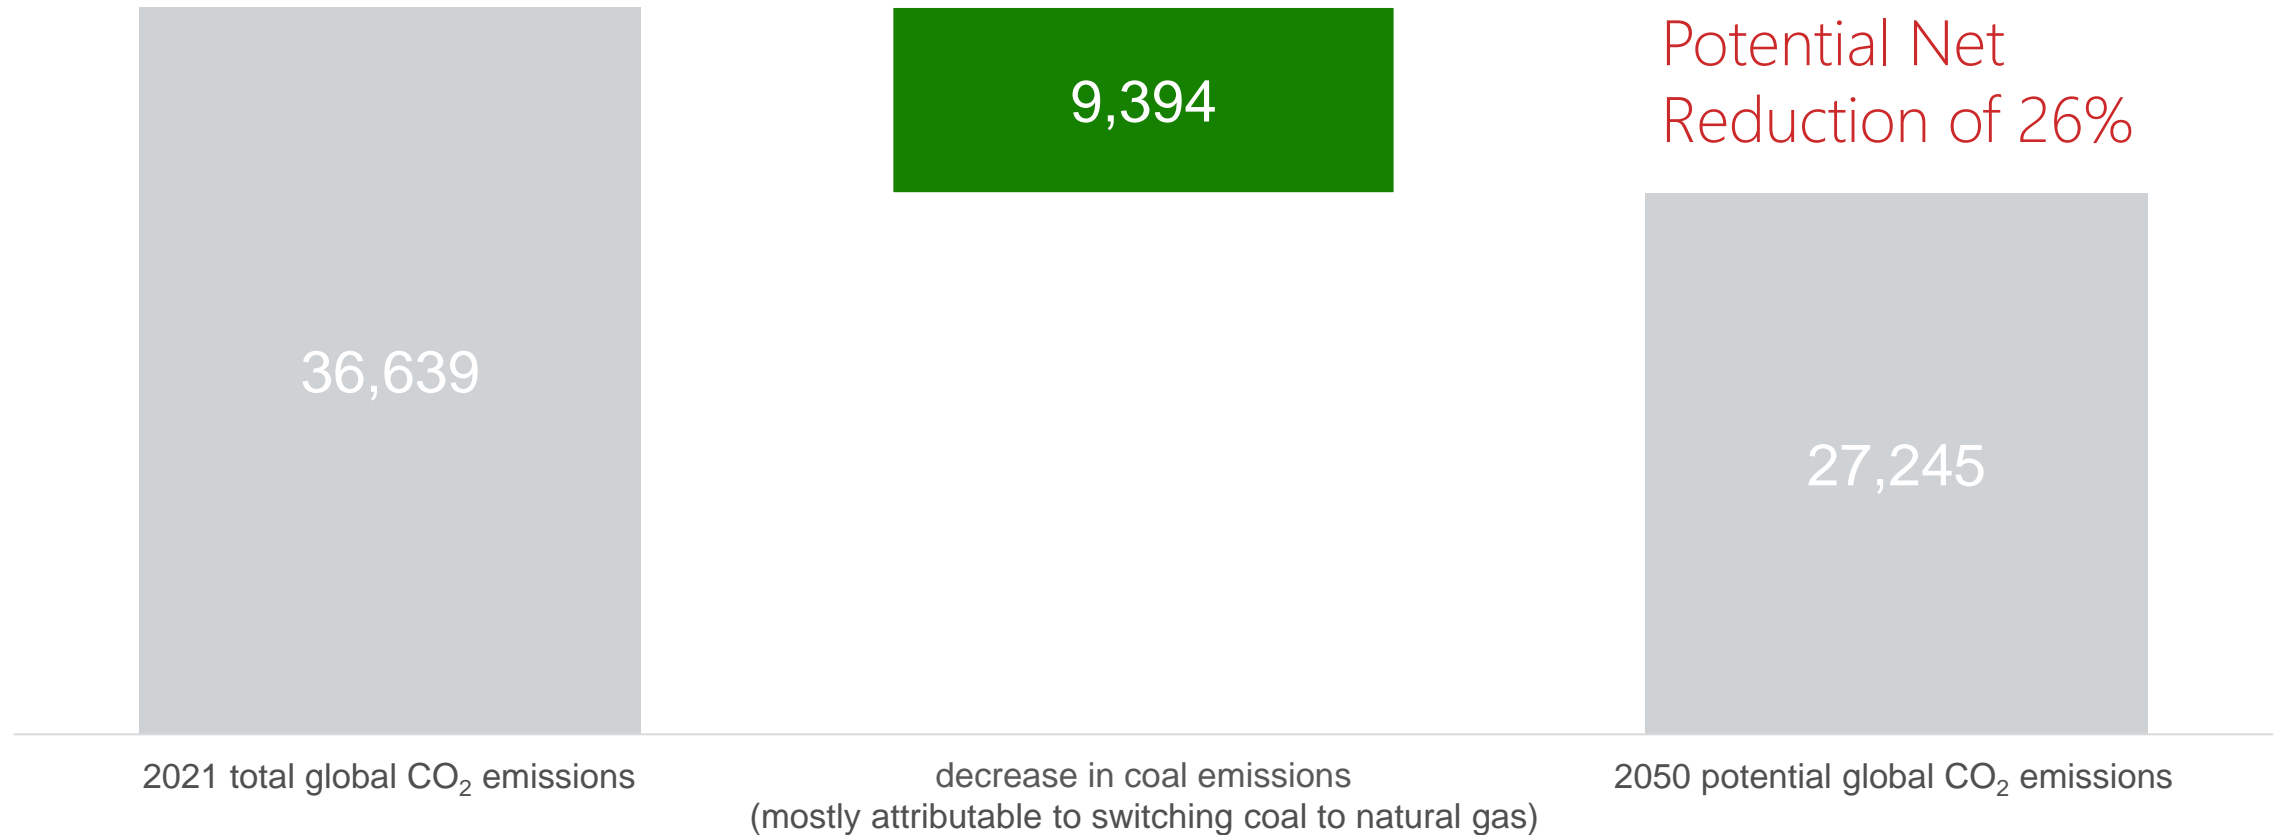 Potential Net
Reduction of 26%
9,394
36,639
27,245
2021 total global CO₂ emissions
decrease in coal emissions
(mostly attributable to switching coal to natural gas)
2050 potential global CO₂ emissions